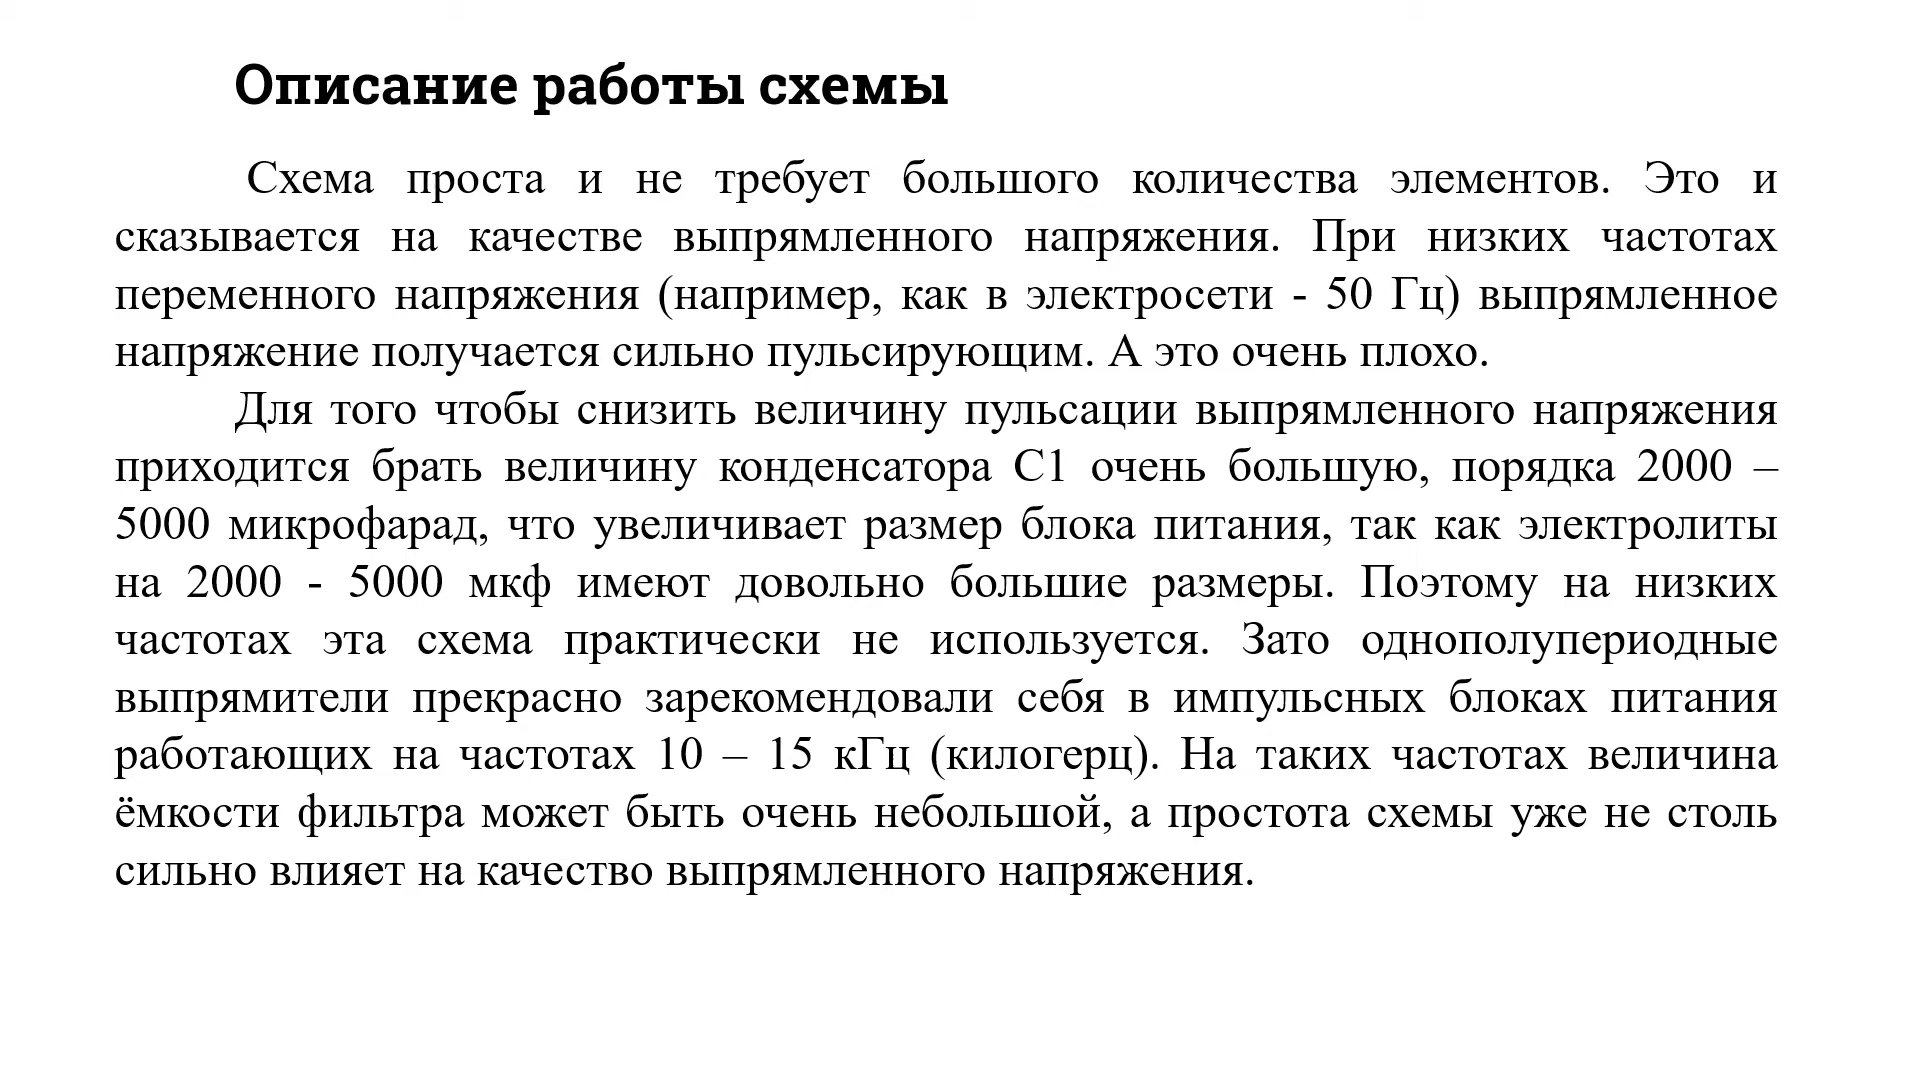 Описание работы схемы
Схема проста и не требует большого количества элементов. Это и
сказывается на качестве выпрямленного напряжения. При низких частотах
переменного напряжения (например, как в электросети - 50 Гц) выпрямленное
напряжение получается сильно пульсирующим. А это очень плохо.
Для того чтобы снизить величину пульсации выпрямленного напряжения
приходится брать величину конденсатора С1 очень большую, порядка 2000 –
5000 микрофарад, что увеличивает размер блока питания, так как электролиты
на 2000 - 5000 мкф имеют довольно большие размеры. Поэтому на низких
частотах эта схема практически не используется. Зато однополупериодные
выпрямители прекрасно зарекомендовали себя в импульсных блоках питания
работающих на частотах 10 – 15 кГц (килогерц). На таких частотах величина
ёмкости фильтра может быть очень небольшой, а простота схемы уже не столь
сильно влияет на качество выпрямленного напряжения.